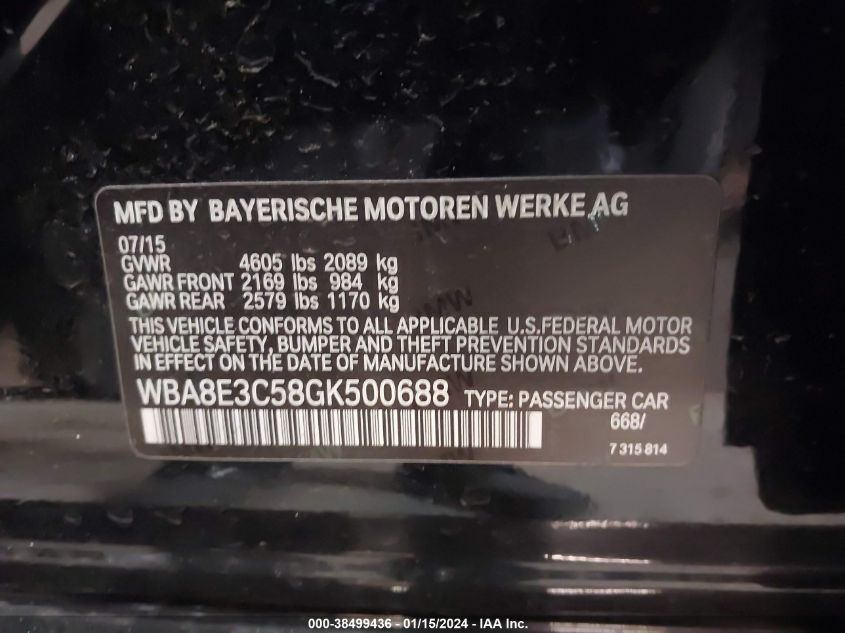 MFD BY BAYERISCHE MOTOREN WERKE AG
07/15
GVWR 4605 lbs 2089 kg
GAWR FRONT 2169 lbs 984 kg
GAWR REAR 2579 lbs 1170 kg
THIS VEHICLE CONFORMS TO ALL APPLICABLE U.S.FEDERAL MOTOR
VEHICLE SAFETY, BUMPER AND THEFT PREVENTION STANDARDS
IN EFFECT ON THE DATE OF MANUFACTURE SHOWN ABOVE.
WBA8E3C58GK500688 TYPE: PASSENGER CAR
668/
7 315 814
000-38499436 - 01/15/2024 - IAA Inc.